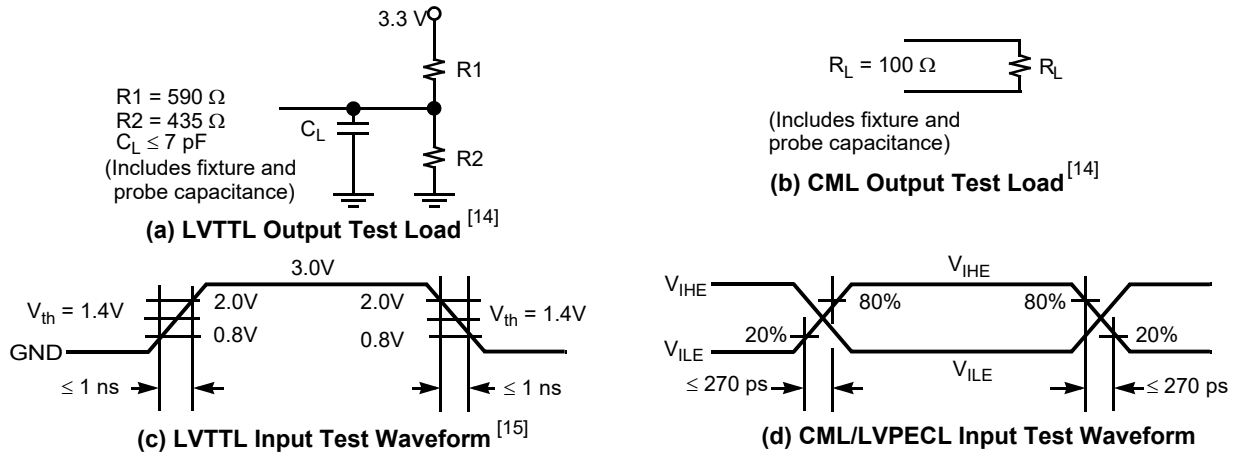 3.3 V
R1
R1 = 590 Ω
R2 = 435 Ω
C_L ≤ 7 pF
(Includes fixture and
probe capacitance)
C_L
R2
(a) LVTTL Output Test Load [14]
R_L = 100 Ω
R_L
(Includes fixture and
probe capacitance)
(b) CML Output Test Load [14]
3.0V
V_th = 1.4V
2.0V
0.8V
2.0V
0.8V
V_th = 1.4V
GND
≤ 1 ns
≤ 1 ns
(c) LVTTL Input Test Waveform [15]
V_IHE
V_IHE
80%
80%
20%
20%
V_ILE
V_ILE
≤ 270 ps
≤ 270 ps
(d) CML/LVPECL Input Test Waveform